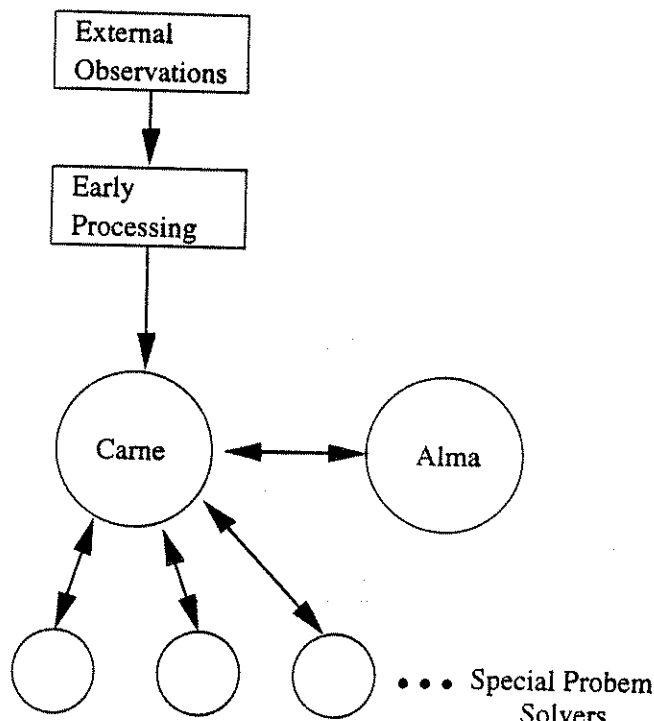 External
Observations
Early
Processing
Carne
Alma
••• Special Probem
Solvers